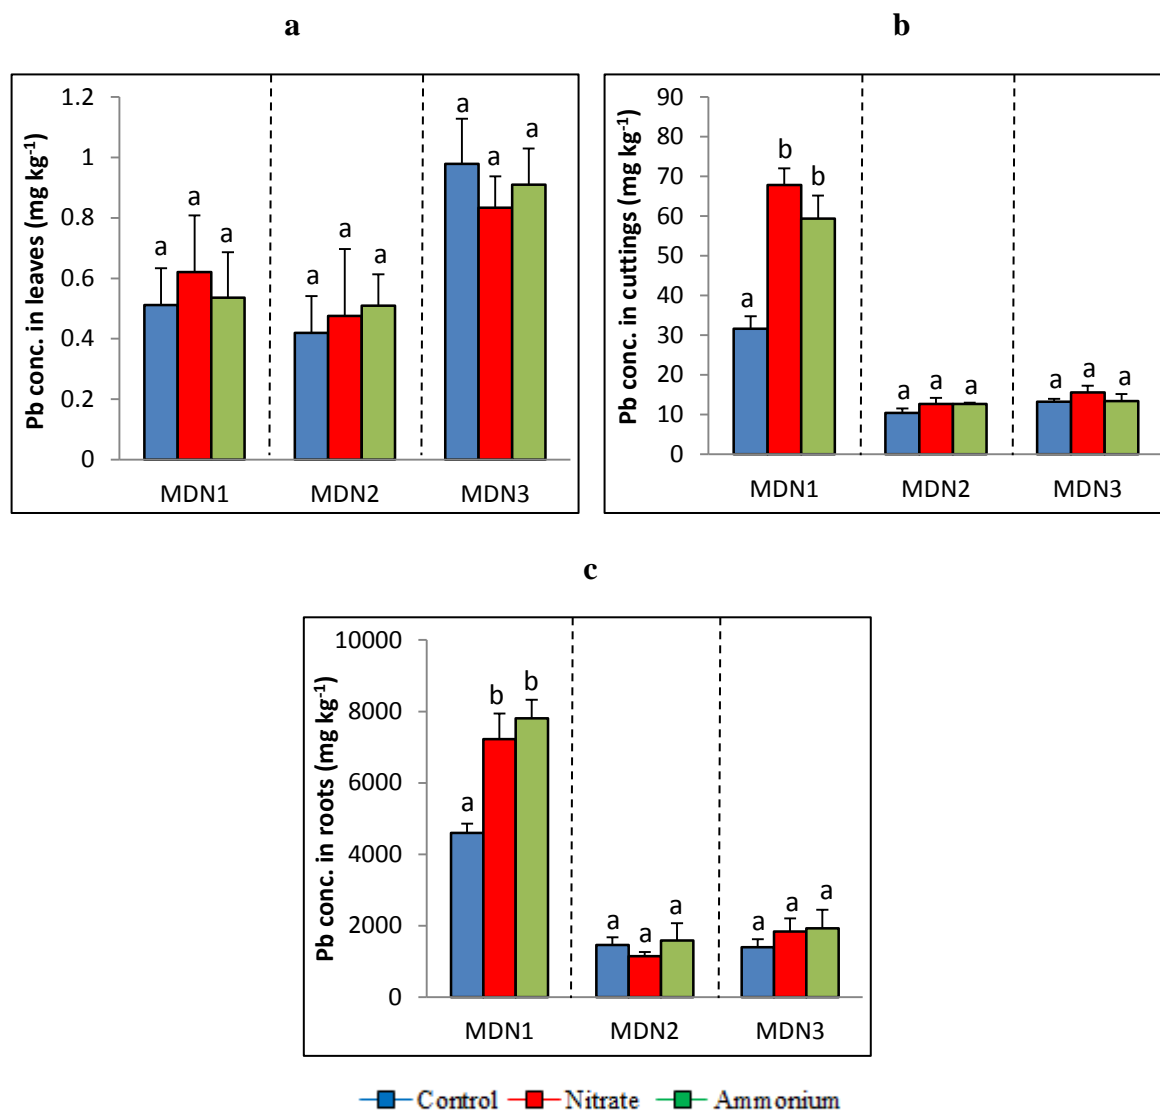 a
Pb conc. in leaves (mg kg⁻¹)
1.2
1
0.8
0.6
0.4
0.2
0
a a a
a a a
a a a
MDN1 MDN2 MDN3
b
Pb conc. in cuttings (mg kg⁻¹)
90
80
70
60
50
40
30
20
10
0
a b b
a a a
a a a
MDN1 MDN2 MDN3
c
Pb conc. in roots (mg kg⁻¹)
10000
8000
6000
4000
2000
0
a b b
a a a
a a a
MDN1 MDN2 MDN3
Control Nitrate Ammonium